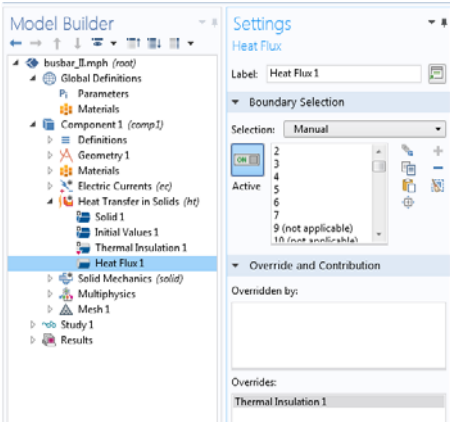 Model Builder
busbar_II.mph (root)
Global Definitions
Pi Parameters
Materials
Component 1 (comp1)
Definitions
Geometry 1
Materials
Electric Currents (ec)
Heat Transfer in Solids (ht)
Solid 1
Initial Values 1
Thermal Insulation 1
Heat Flux 1
Solid Mechanics (solid)
Multiphysics
Mesh 1
Study 1
Results
Settings
Heat Flux
Label: Heat Flux 1
Boundary Selection
Selection: Manual
Active
2
3
4
5
6
7
9 (not applicable)
10 (not applicable)
Override and Contribution
Overridden by:
Overrides:
Thermal Insulation 1